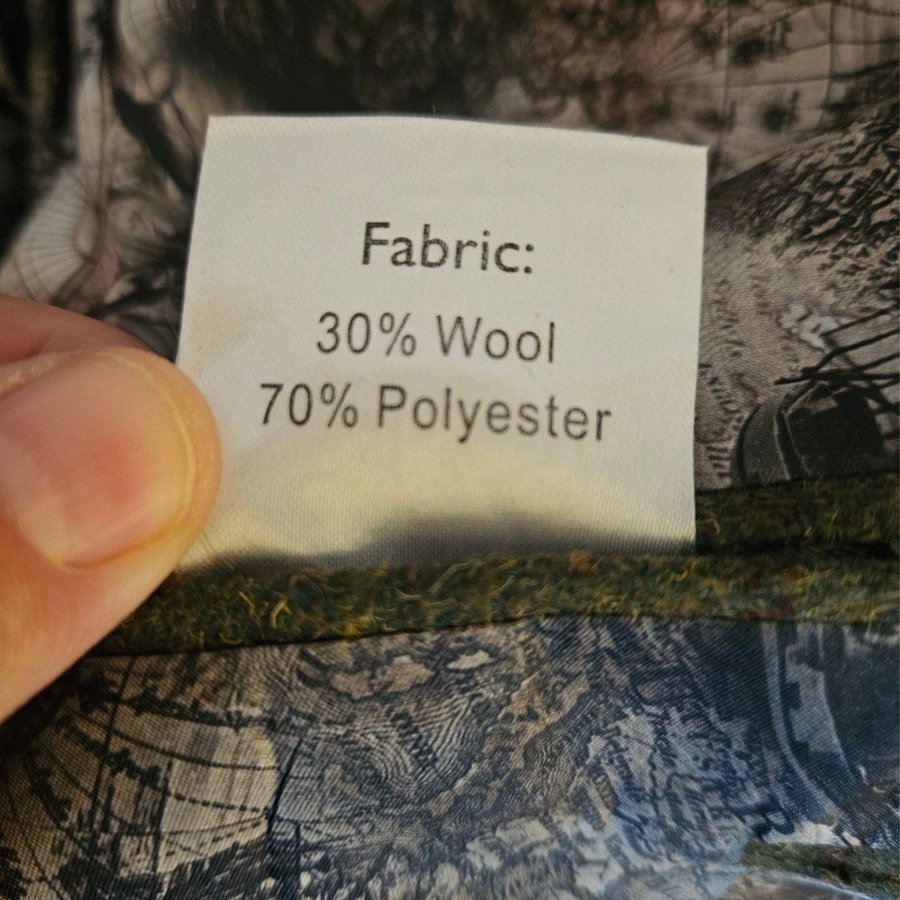 Fabric:
30% Wool
70% Polyester